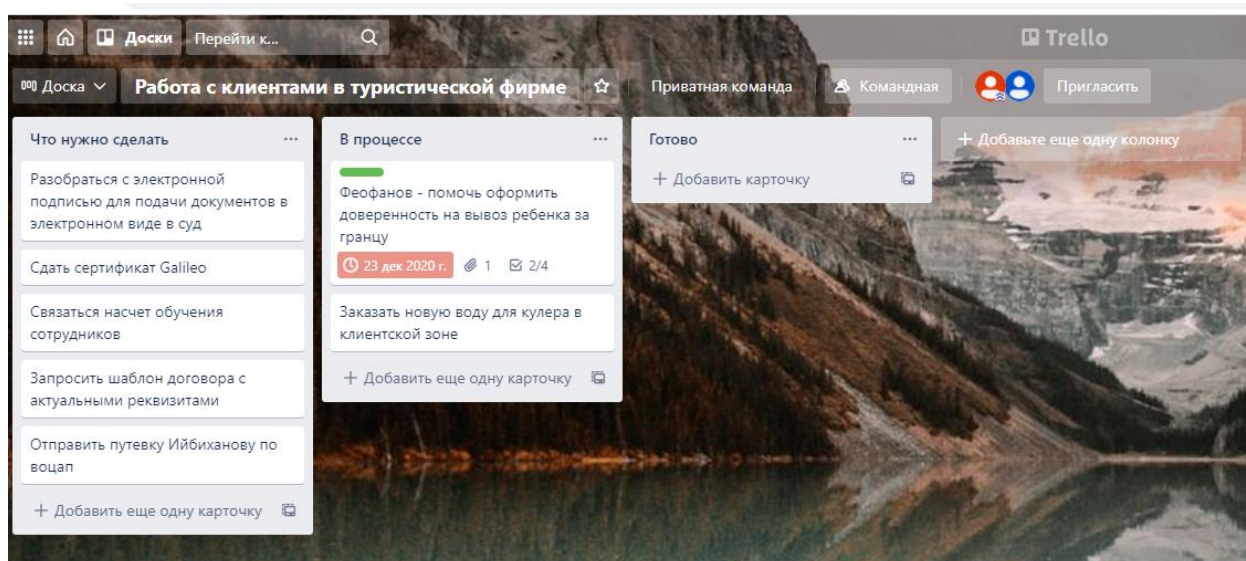 Доски Перейти к... Trello
Доска Работа с клиентами в туристической фирме Приватная команда Командная Пригласить
Что нужно сделать
Разобраться с электронной
подписью для подачи документов в
электронном виде в суд
Сдать сертификат Galileo
Связаться насчет обучения
сотрудников
Запросить шаблон договора с
актуальными реквизитами
Отправить путевку Ийбиханову по
воцап
+ Добавить еще одну карточку
В процессе
Феофанов - помочь оформить
доверенность на вывоз ребенка за
гранцу
23 дек 2020 г. 1 2/4
Заказать новую воду для кулера в
клиентской зоне
+ Добавить еще одну карточку
Готово
+ Добавить карточку
+ Добавьте еще одну колонку